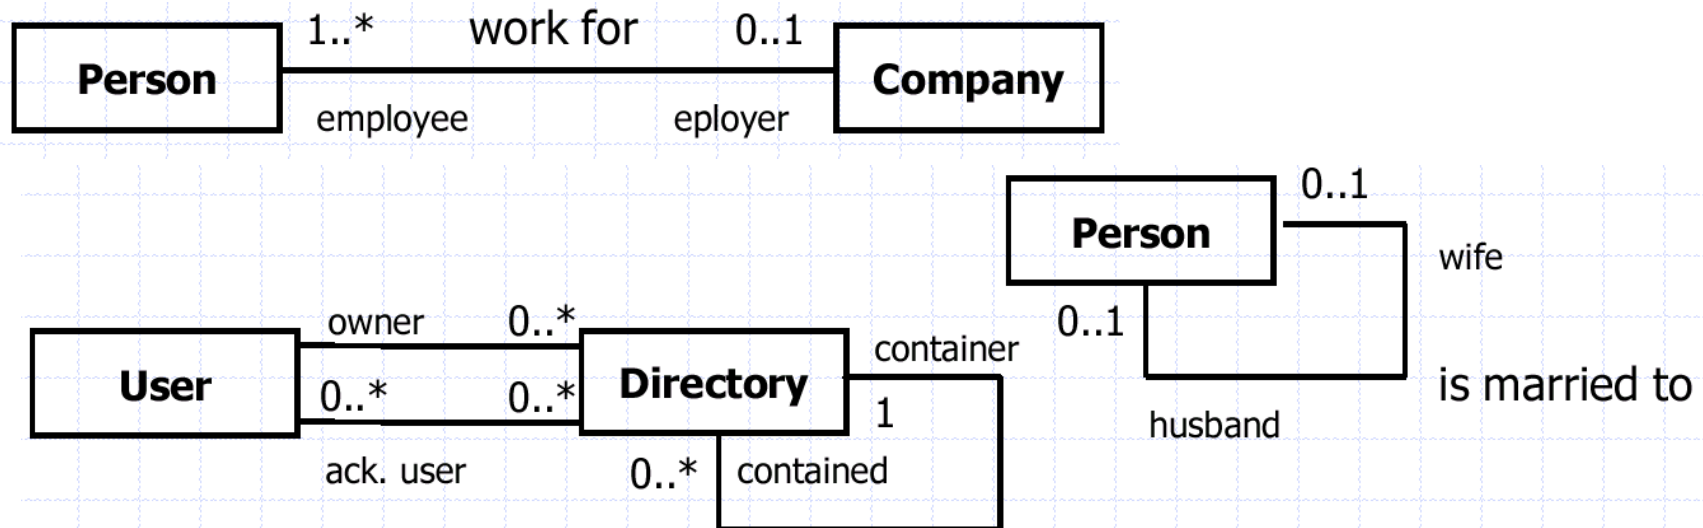 1..* work for 0..1
Person
Company
employee eployer
0..1
Person
wife
0..1
is married to
husband
owner 0..*
User
0..* 0..*
ack. user
Directory
container
1
0..* contained